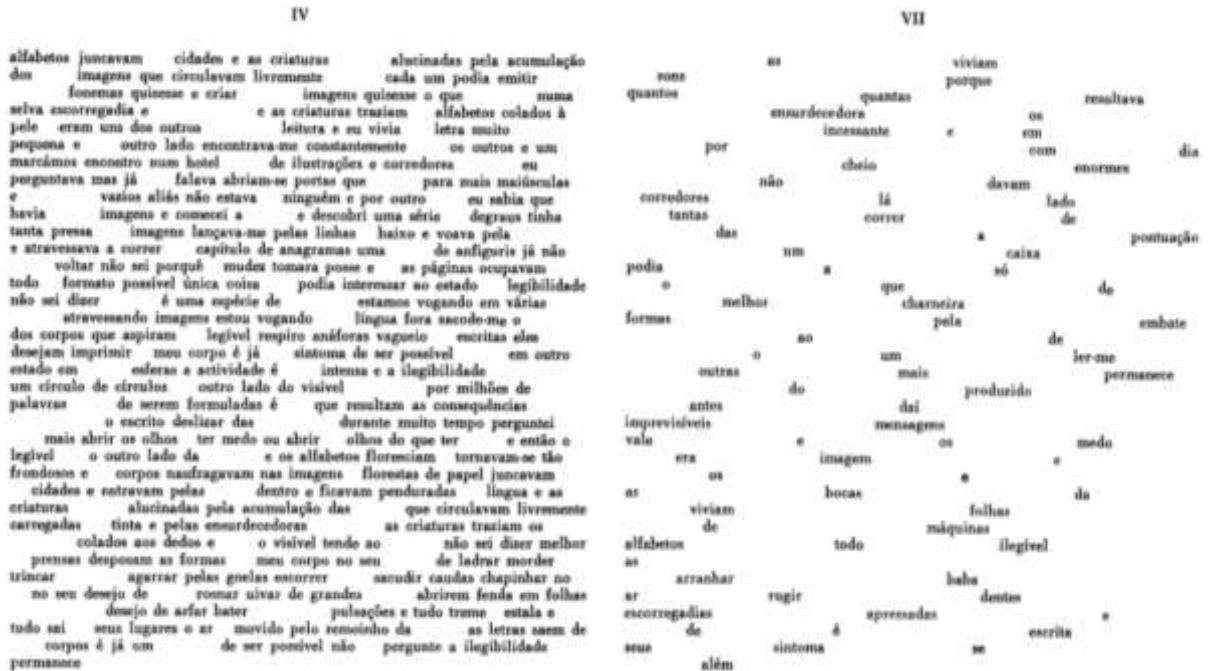 IV
alfabetos juncavam cidades e as criaturas alucinadas pela acumulação
dos imagens que circulavam livremente cada um podia emitir
fonemas quisesse e criar imagens quisesse o que numa
selva escorregadia e e as criaturas traziam alfabetos colados à
pele eram uns dos outros leitura e eu vivia letra muito
pequena e outro lado encontrava-me constantemente os outros e um
marcámos encontro num hotel de ilustrações e corredores eu
perguntava mas já falava abriam-se portas que para mais maiúsculas
e vazios aliás não estava ninguém e por outro eu sabia que
havia imagens e comecei a e descobri uma série degraus tinha
tanta pressa imagens lançava-me pelas linhas baixo e voava pela
e atravessava a correr capítulo de anagramas uma de anfiguris já não
voltar não sei porquê mudez tomara posse e as páginas ocupavam
todo formato possível única coisa podia interessar ao estado legibilidade
não sei dizer é uma espécie de estamos vogando em várias
atravessando imagens estou vogando língua fora sacode-me o
dos corpos que aspiram legível respiro anáforas vagueio escritas eles
desejam imprimir meu corpo é já sintoma de ser possível em outro
estado em esferas a actividade é intensa e a ilegibilidade
um círculo de círculos outro lado do visível por milhões de
palavras de serem formuladas é que resultam as consequências
o escrito deslizar das durante muito tempo perguntei
mais abrir os olhos ter medo ou abrir olhos do que ter e então o
legível o outro lado da e os alfabetos floresciam tornavam-se tão
frondosos e corpos naufragavam nas imagens florestas de papel juncavam
cidades e entravam pelas dentro e ficavam penduradas língua e as
criaturas alucinadas pela acumulação das que circulavam livremente
carregadas tinta e pelas ensurdecedoras as criaturas traziam os
colados aos dedos e o visível tende ao não sei dizer melhor
prensas desposam as formas meu corpo no seu de ladrar morder
trincar agarrar pelas goelas escorrer sacudir caudas chapinhar no
no seu desejo de rosnar uivar de grandes abrirem fenda em folhas
desejo de arfar bater pulsações e tudo treme estala e
tudo sai seus lugares o ar movido pelo remoinho da as letras saem de
corpos é já um de ser possível não pergunte a ilegibilidade
permanece
VII
as viviam
sons porque
quantos quantas resultava
ensurdecedora os
incessante e em
por com dia
cheio enormes
não davam
corredores lá lado
tantas correr de
das a pontuação
um caixa
podia a só
o que de
melhor charneira
formas pela embate
ao de
o um ler-me
outras mais permanece
do produzido
antes daí
imprevisíveis mensagens
vale e os medo
era imagem e
os e
as bocas da
viviam folhas
de máquinas
alfabetos todo ilegível
as
arranhar baba
ar rugir dentes
escorregadias apressadas e
de é escrita
seus sintoma se
além